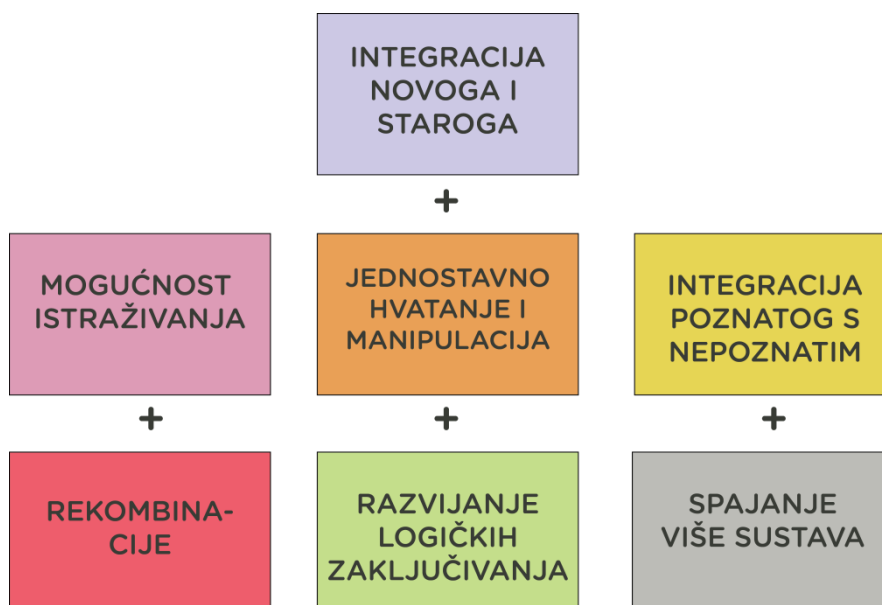 INTEGRACIJA
NOVOGA I
STAROGA
+
MOGUĆNOST
ISTRAŽIVANJA
JEDNOSTAVNO
HVATANJE I
MANIPULACIJA
INTEGRACIJA
POZNATOG S
NEPOZNATIM
+
+
+
REKOMBINA-
CIJE
RAZVIJANJE
LOGIČKIH
ZAKLJUČIVANJA
SPAJANJE
VIŠE SUSTAVA